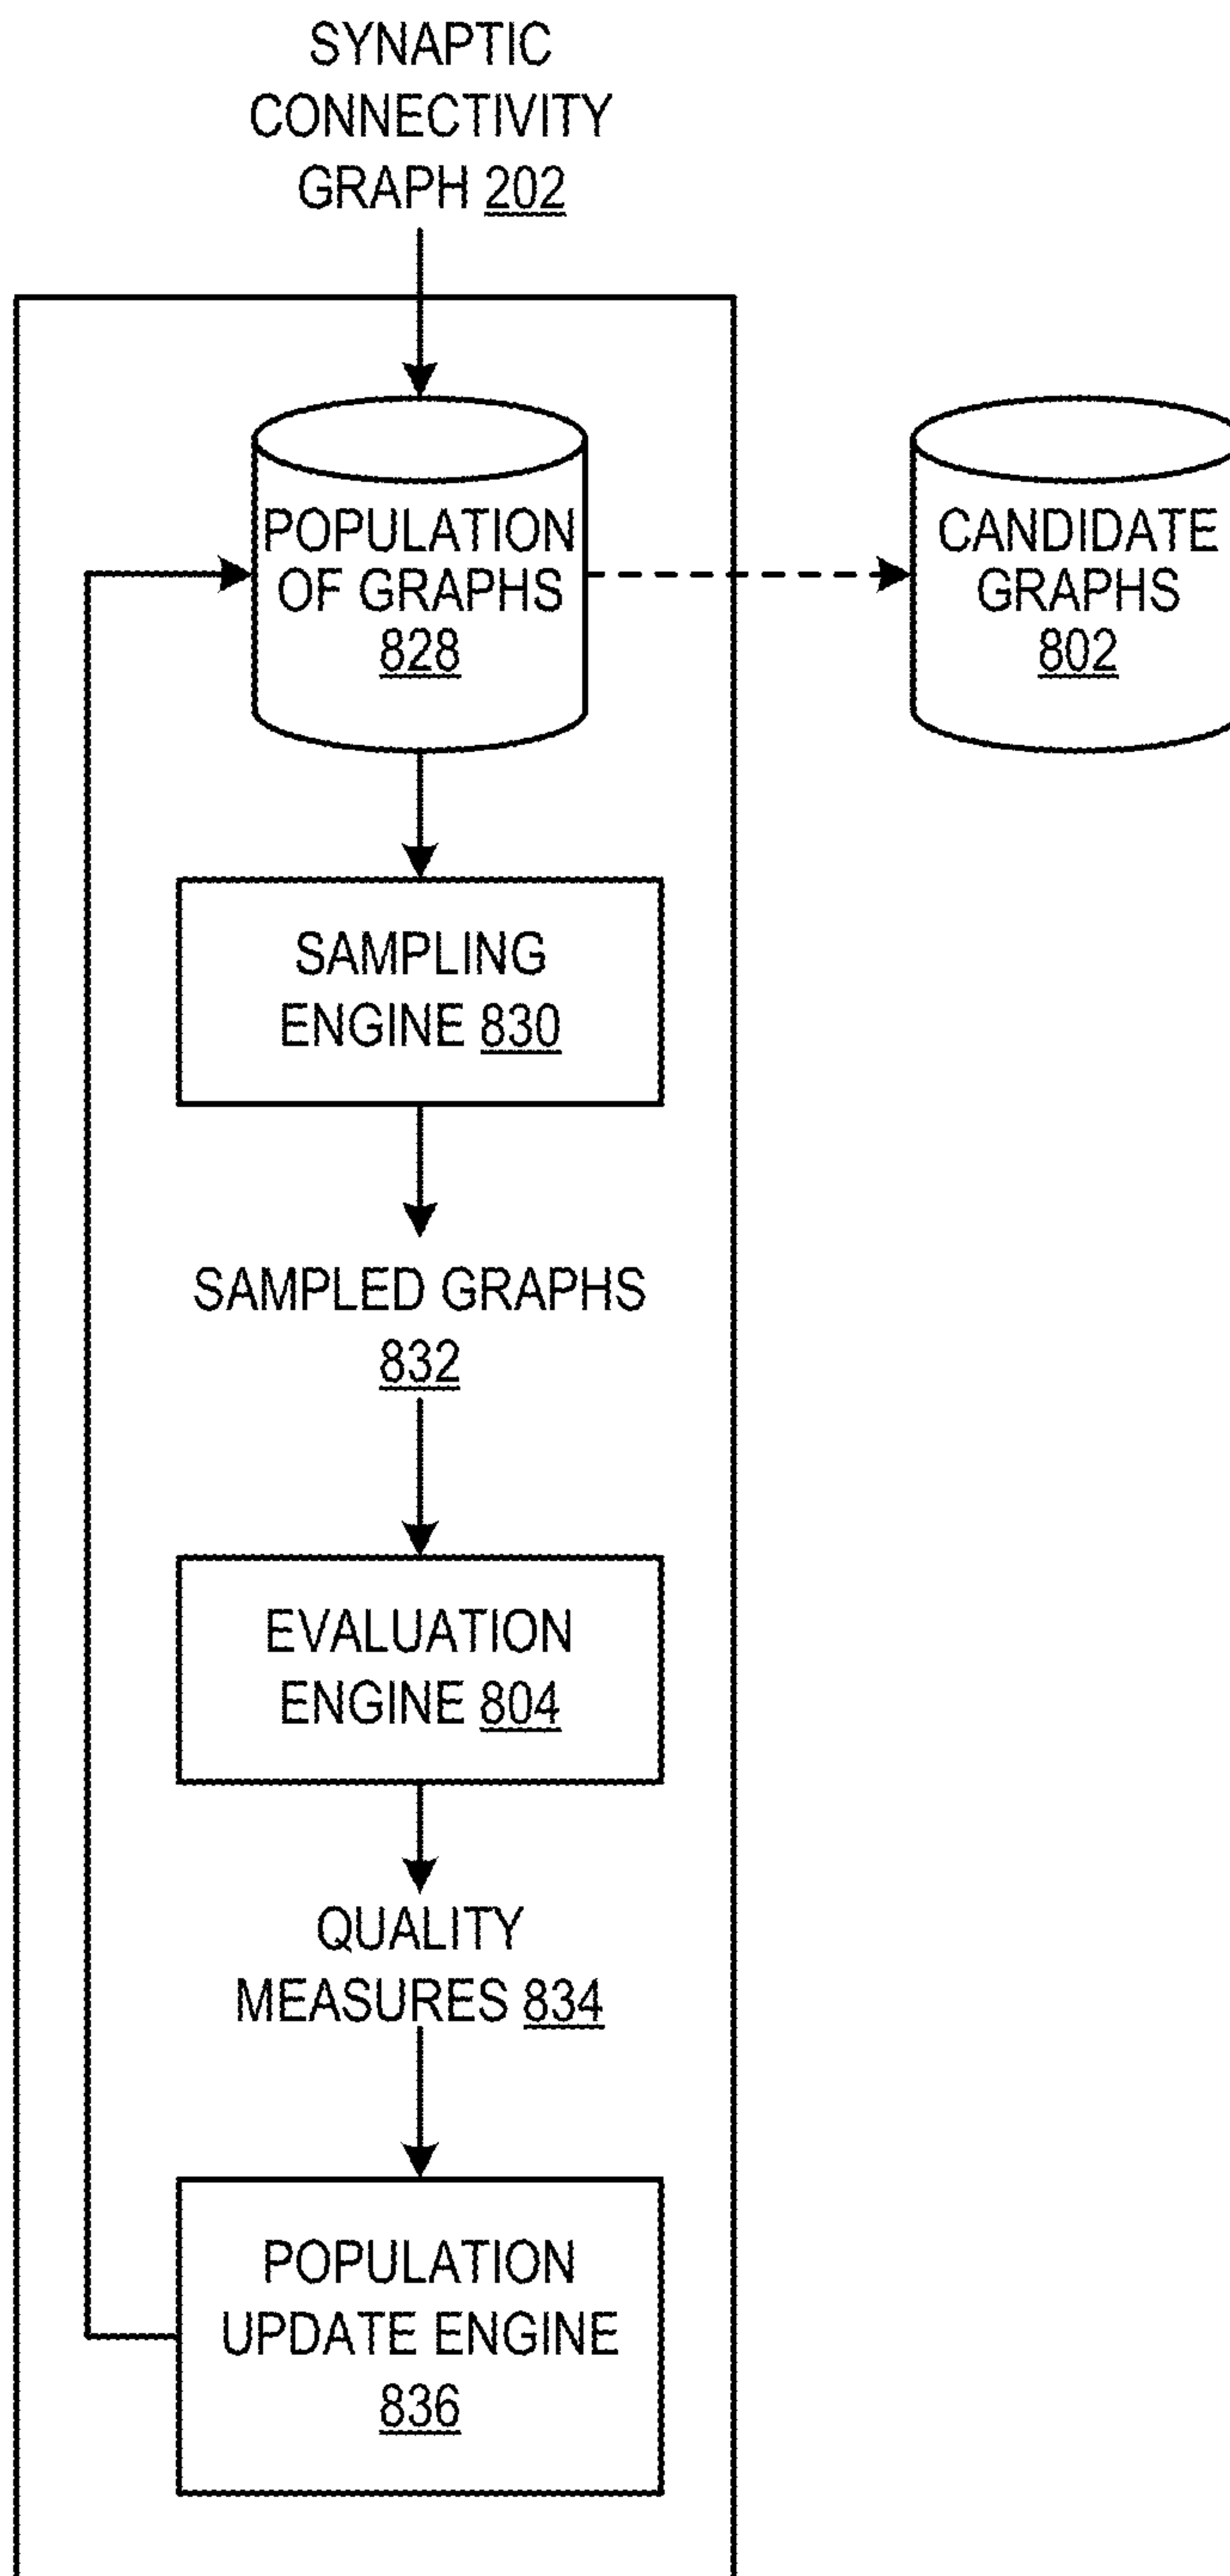 SYNAPTIC
CONNECTIVITY
GRAPH 202
POPULATION
OF GRAPHS
828
CANDIDATE
GRAPHS
802
SAMPLING
ENGINE 830
SAMPLED GRAPHS
832
EVALUATION
ENGINE 804
QUALITY
MEASURES 834
POPULATION
UPDATE ENGINE
836